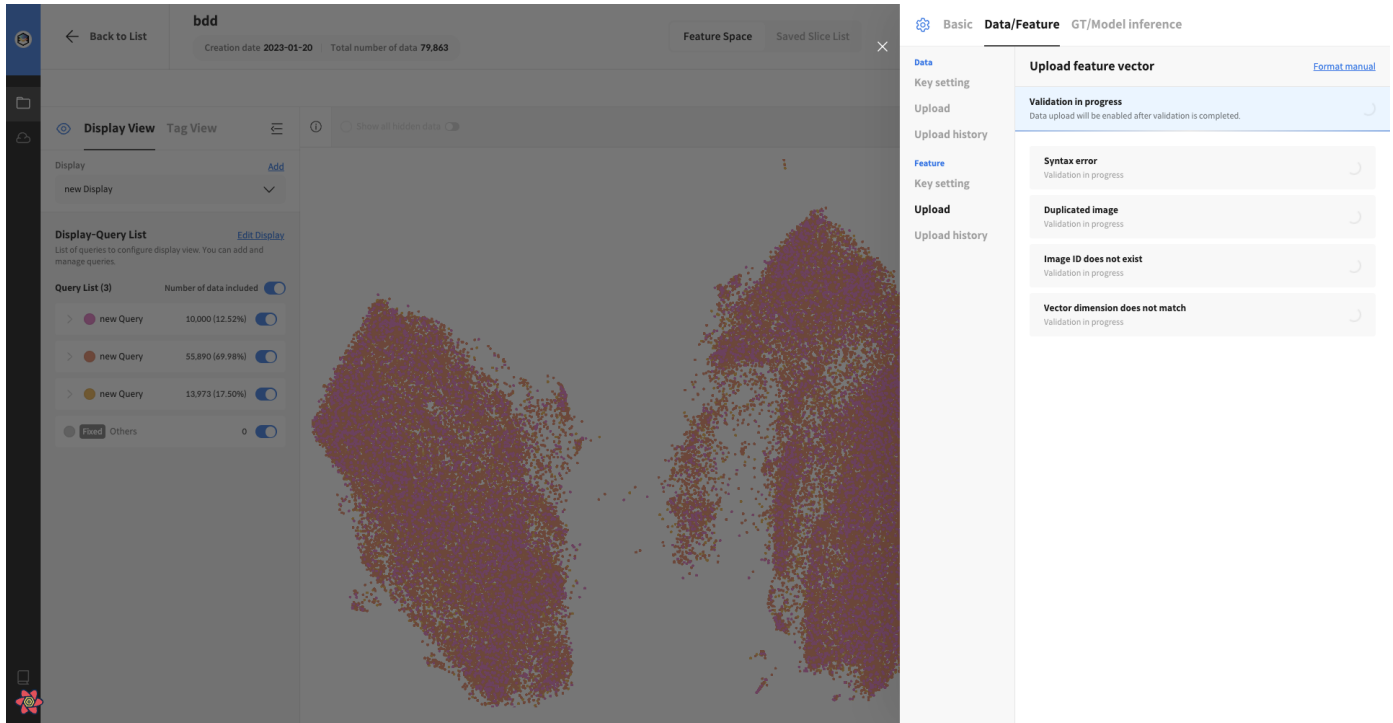 bdd
Back to List
Creation date 2023-01-20
Total number of data 79,863
Feature Space
Saved Slice List
Display View
Tag View
Show all hidden data
Display
Add
new Display
Display-Query List
Edit Display
List of queries to configure display view. You can add and
manage queries.
Query List (3)
Number of data included
new Query
10,000 (12.52%)
new Query
55,890 (69.98%)
new Query
13,973 (17.50%)
Fixed
Others
0
Basic
Data/Feature
GT/Model inference
Data
Key setting
Upload
Upload history
Feature
Key setting
Upload
Upload history
Upload feature vector
Format manual
Validation in progress
Data upload will be enabled after validation is completed.
Syntax error
Validation in progress
Duplicated image
Validation in progress
Image ID does not exist
Validation in progress
Vector dimension does not match
Validation in progress